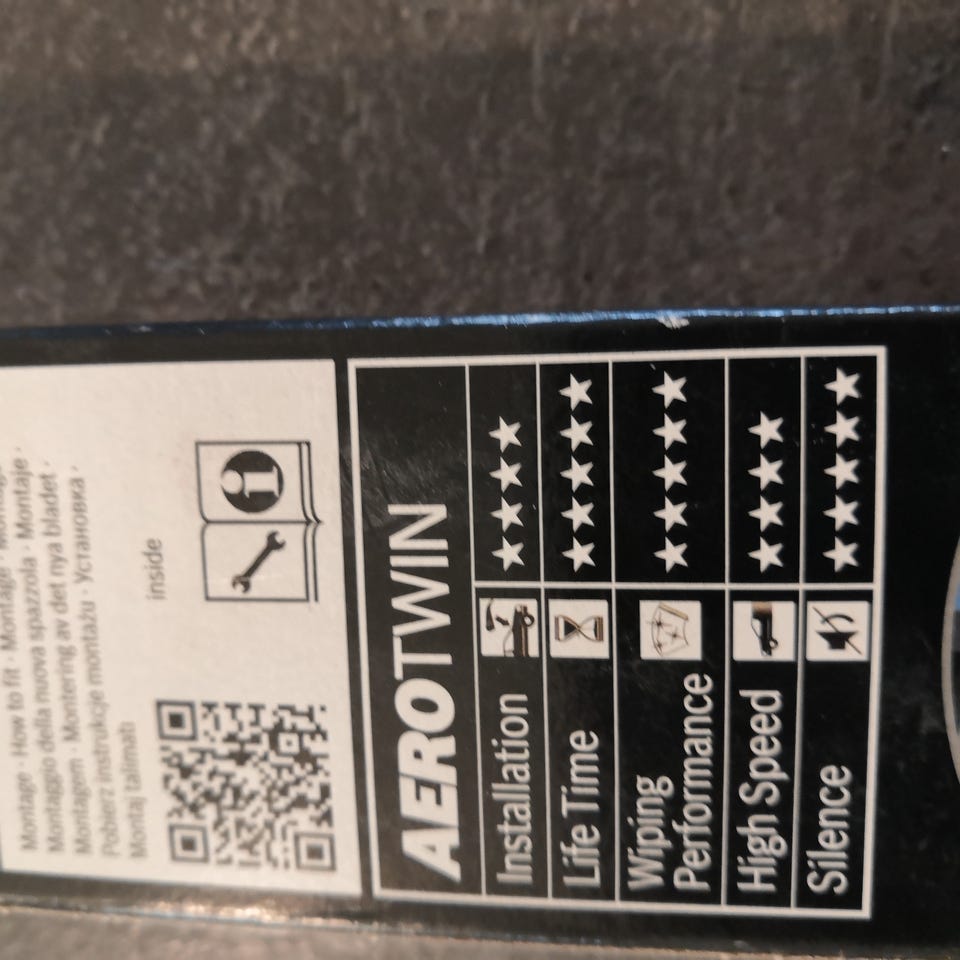 Montage · How to fit · Montage ·
Montaggio della nuova spazzola · Montaje ·
Montagem · Montering av det nya bladet ·
Pobierz instrukcje montażu · Установка ·
Montaj talimatı
inside
i
AEROTWIN
Installation ★★★★
Life Time ★★★★★
Wiping
Performance ★★★★★
High Speed ★★★★
Silence ★★★★★